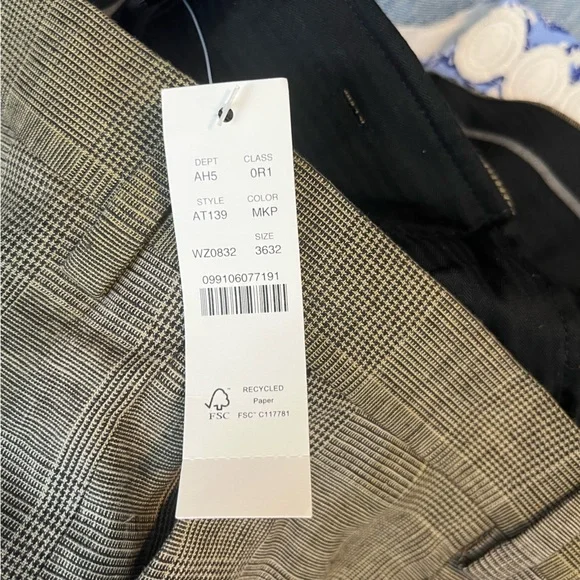 DEPT CLASS
AH5 0R1
STYLE COLOR
AT139 MKP
SIZE
WZ0832 3632
099106077191
RECYCLED
Paper
FSC FSC® C117781